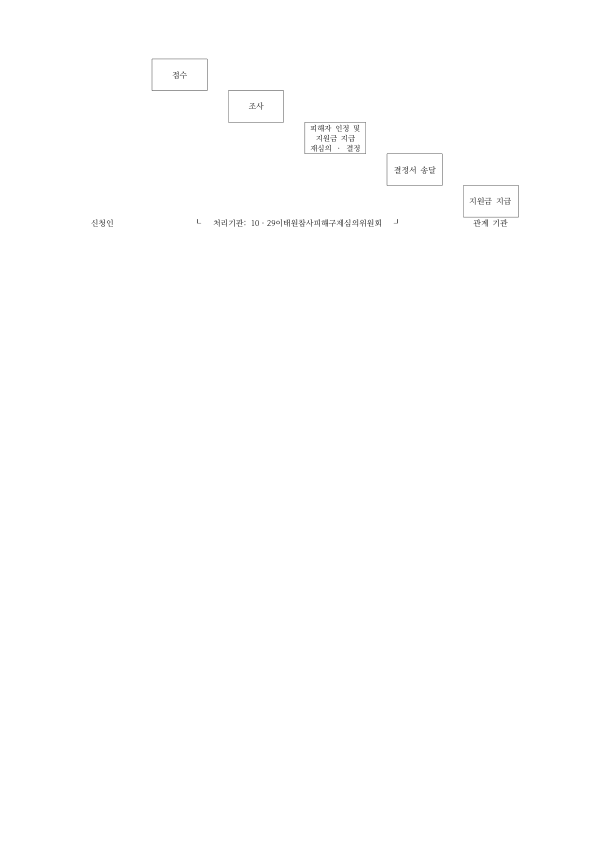 접수
조사
피해자 인정 및
지원금 지급
재심의 · 결정
결정서 송달
지원금 지급
신청인
처리기관: 10·29이태원참사피해구제심의위원회
관계 기관